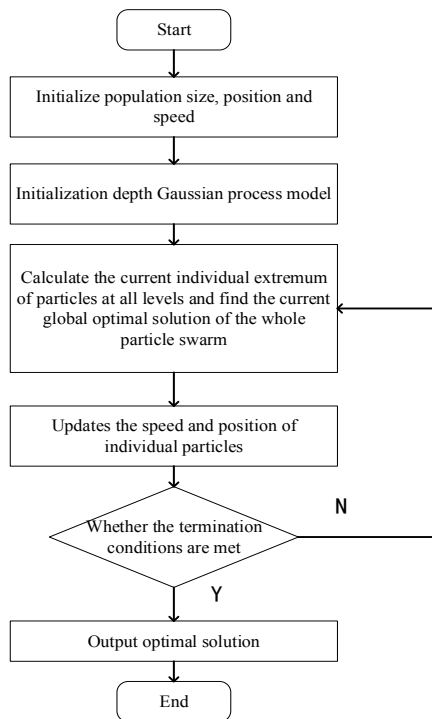 Start
Initialize population size, position and
speed
Initialization depth Gaussian process model
Calculate the current individual extremum
of particles at all levels and find the current
global optimal solution of the whole
particle swarm
Updates the speed and position of
individual particles
Whether the termination
conditions are met
N
Y
Output optimal solution
End